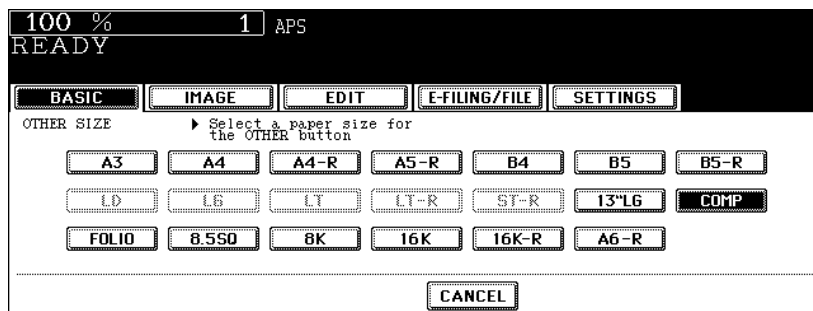 100 % 1 APS
READY
BASIC IMAGE EDIT E-FILING/FILE SETTINGS
OTHER SIZE ▶ Select a paper size for
the OTHER button
A3 A4 A4-R A5-R B4 B5 B5-R
LD LG LT LT-R ST-R 13"LG COMP
FOLIO 8.5SQ 8K 16K 16K-R A6-R
CANCEL